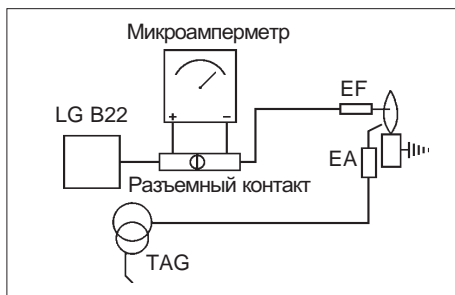 Микроамперметр
+ −
LG B22
EF
EA
Разъемный контакт
TAG